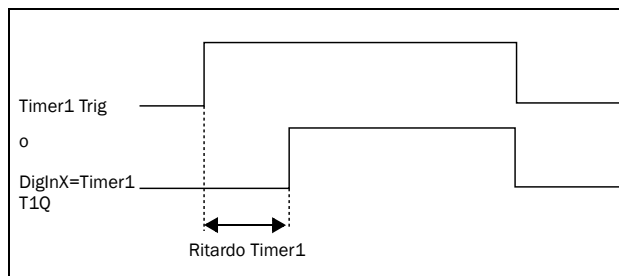 Timer1 Trig
o
DigInX=Timer1
T1Q
Ritardo Timer1